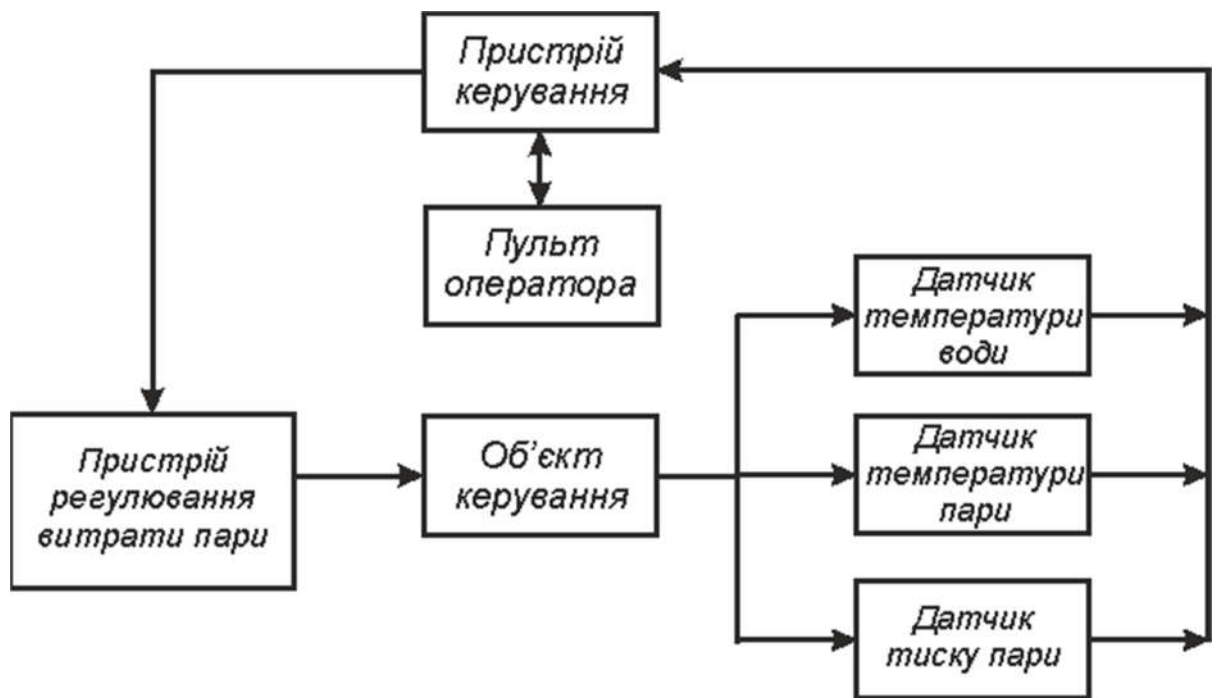 Пристрій
керування
Пульт
оператора
Датчик
температури
води
Пристрій
регулювання
витрати пари
Об’єкт
керування
Датчик
температури
пари
Датчик
тиску пари